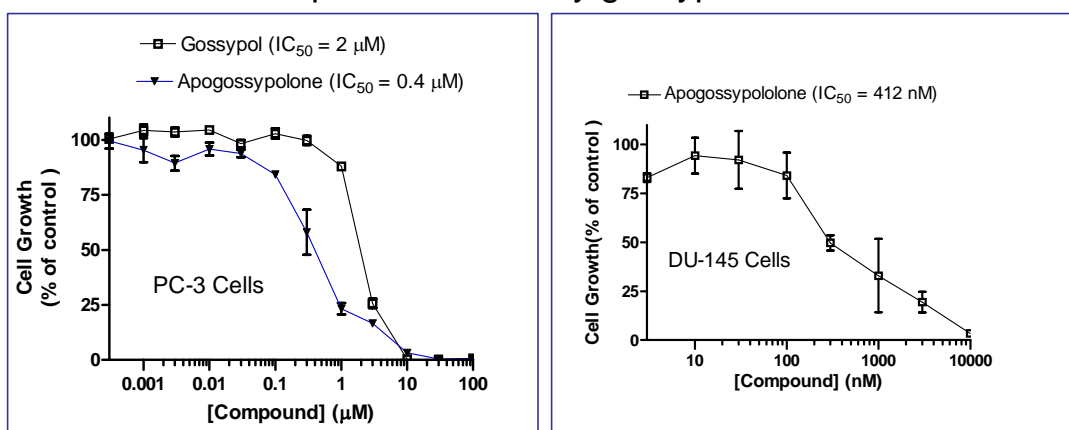 Gossypol (IC50 = 2 μM)
Apogossypolone (IC50 = 0.4 μM)
100
75
50
25
0
Cell Growth
(% of control )
PC-3 Cells
0.001 0.01 0.1 1 10 100
[Compound] (μM)
Apogossypololone (IC50 = 412 nM)
100
75
50
25
0
Cell Growth(% of control)
DU-145 Cells
10 100 1000 10000
[Compound] (nM)